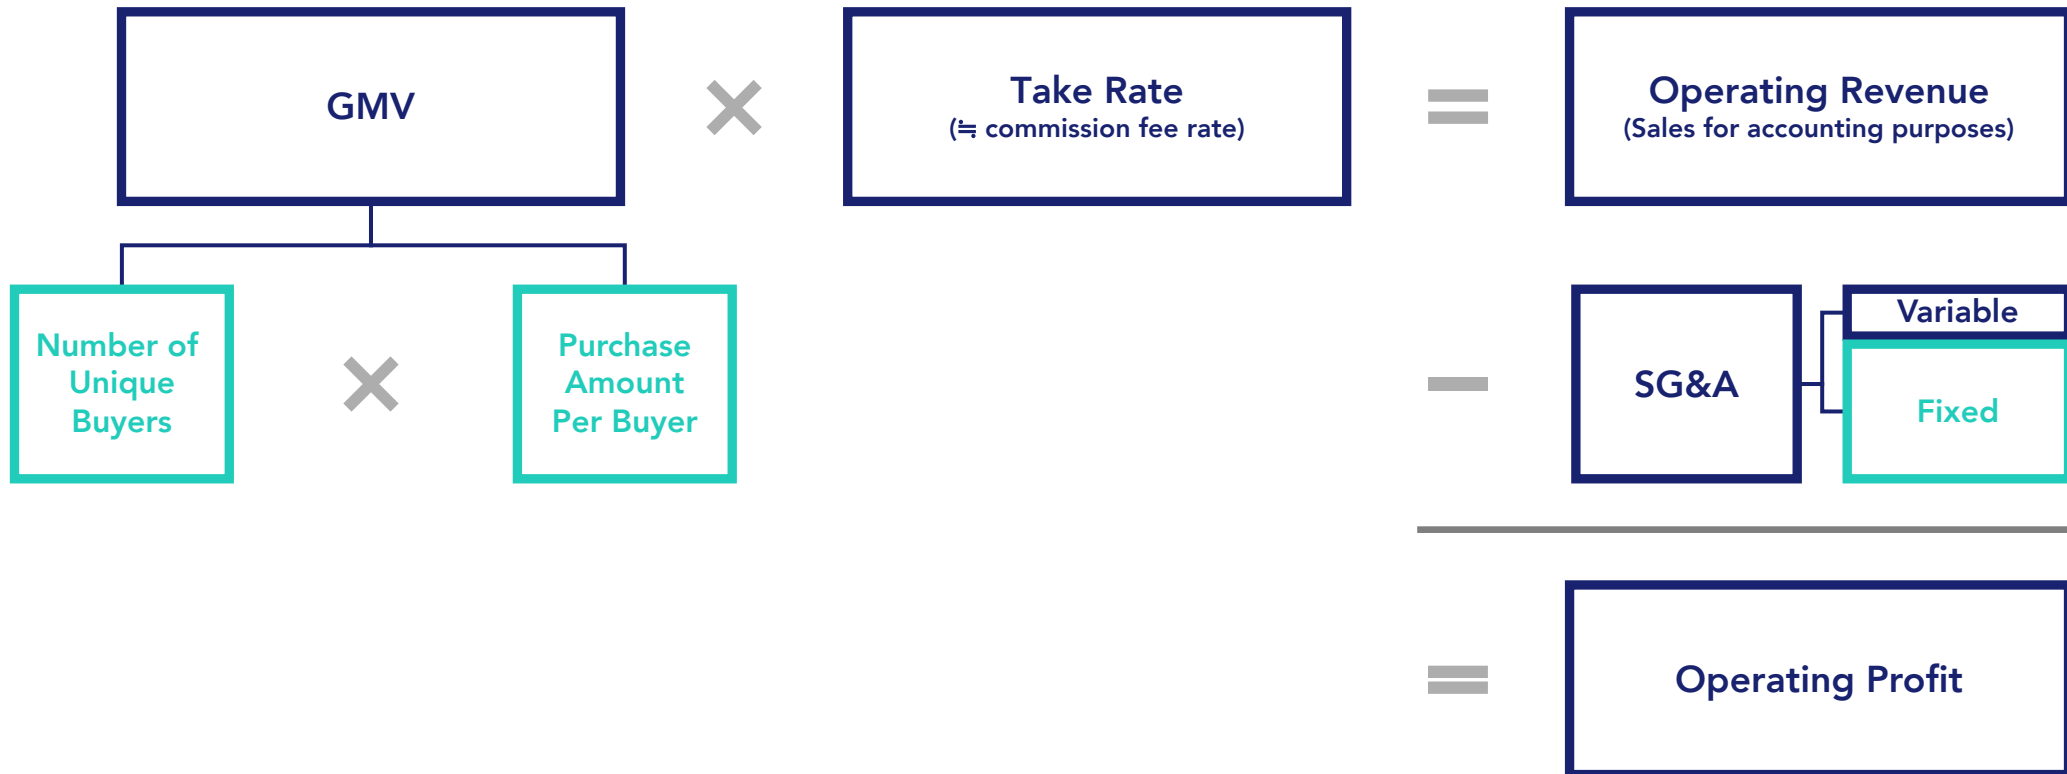 GMV
×
Take Rate
(≒ commission fee rate)
=
Operating Revenue
(Sales for accounting purposes)
Number of
Unique
Buyers
×
Purchase
Amount
Per Buyer
−
SG&A
Variable
Fixed
=
Operating Profit